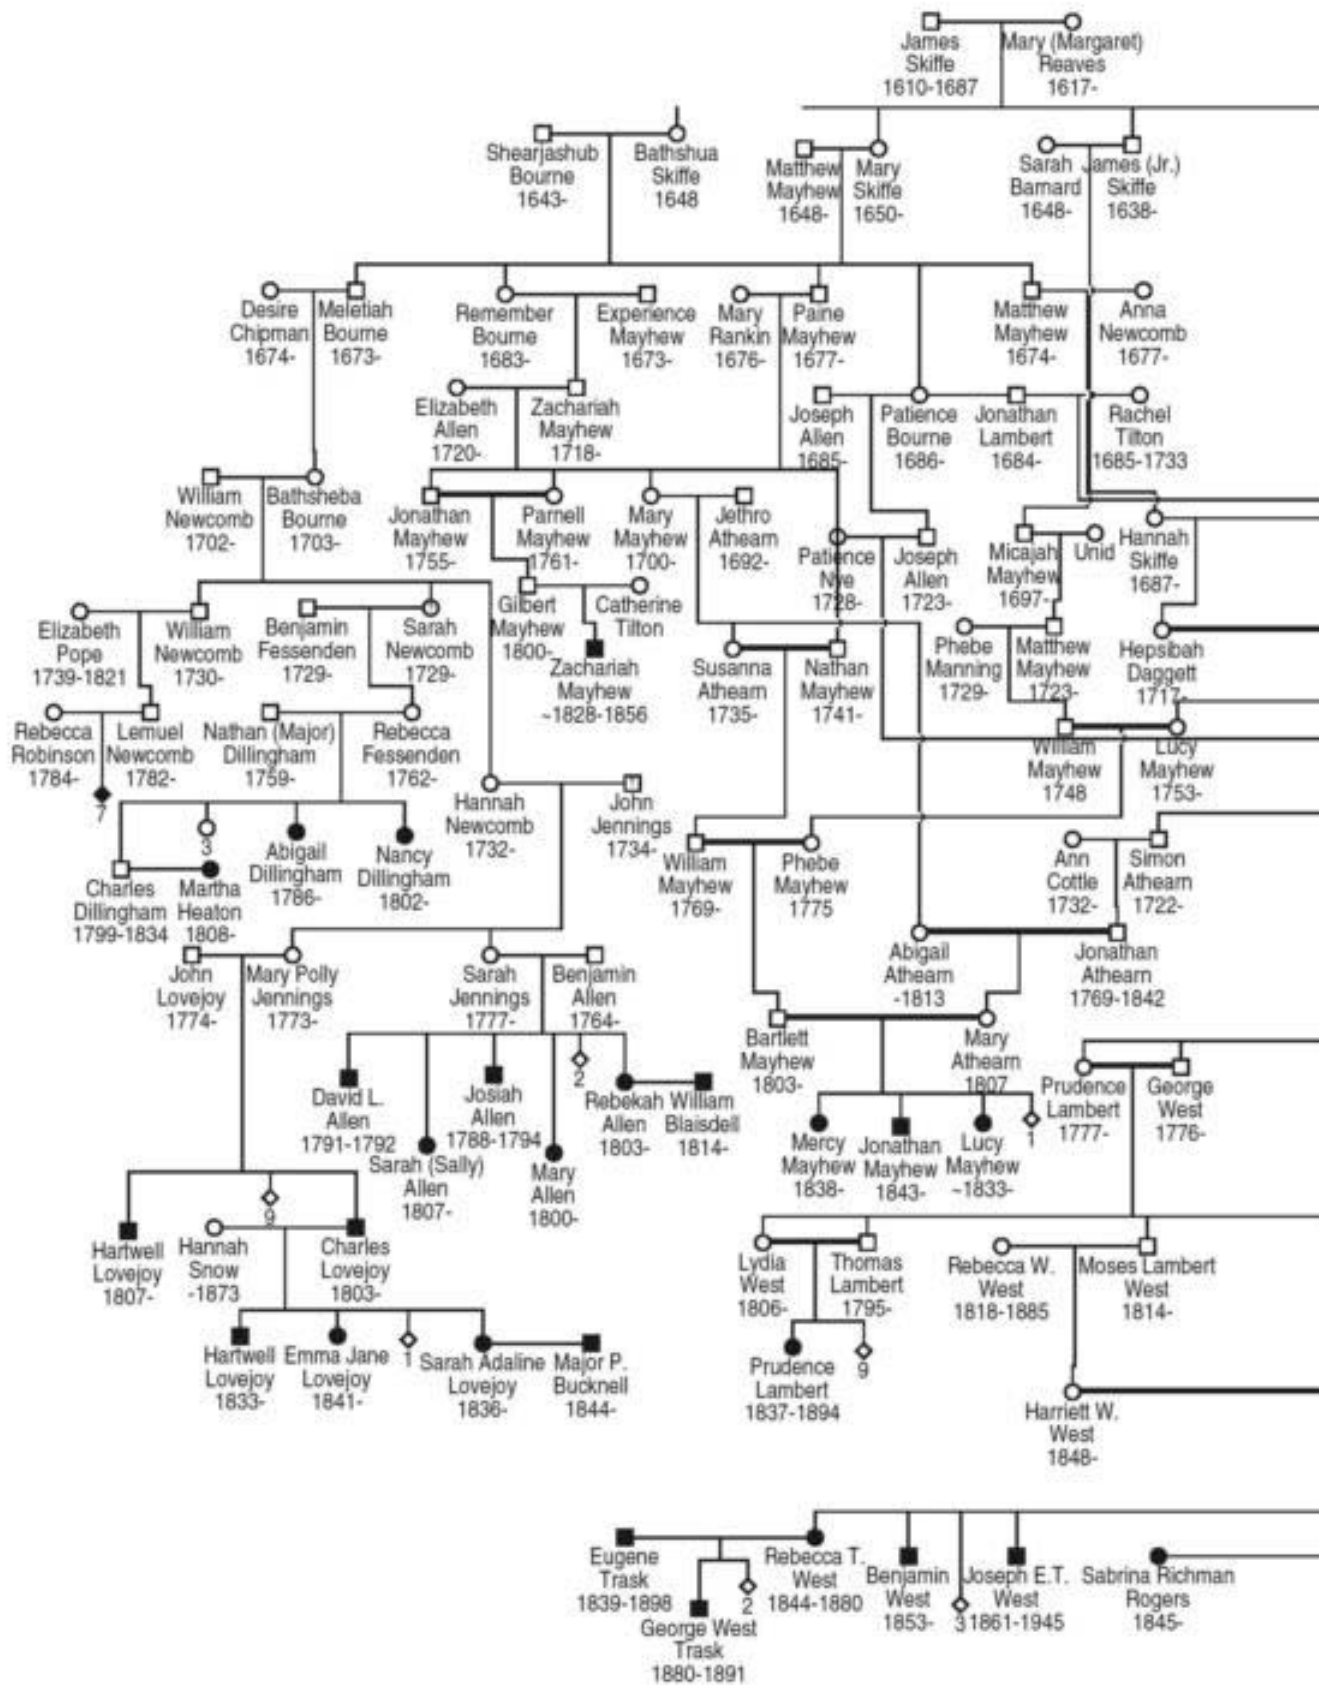 James
Skiffe
1610-1687
Mary (Margaret)
Reaves
1617-
Shearjashub
Bourne
1643-
Bathshua
Skiffe
1648
Matthew
Mayhew
1648-
Mary
Skiffe
1650-
Sarah
Barnard
1648-
James (Jr.)
Skiffe
1638-
Desire
Chipman
1674-
Meletiah
Bourne
1673-
Remember
Bourne
1683-
Experience
Mayhew
1673-
Mary
Rankin
1676-
Paine
Mayhew
1677-
Matthew
Mayhew
1674-
Anna
Newcomb
1677-
Elizabeth
Allen
1720-
Zachariah
Mayhew
1718-
Joseph
Allen
1685-
Patience
Bourne
1686-
Jonathan
Lambert
1684-
Rachel
Tilton
1685-1733
William
Newcomb
1702-
Bathsheba
Bourne
1703-
Jonathan
Mayhew
1755-
Parnell
Mayhew
1761-
Mary
Mayhew
1700-
Jethro
Athearn
1692-
Patience
Nye
1728-
Joseph
Allen
1723-
Micajah
Mayhew
1697-
Unid
Hannah
Skiffe
1687-
Gilbert
Mayhew
1800-
Catherine
Tilton
Elizabeth
Pope
1739-1821
William
Newcomb
1730-
Benjamin
Fessenden
1729-
Sarah
Newcomb
1729-
Zachariah
Mayhew
~1828-1856
Susanna
Athearn
1735-
Nathan
Mayhew
1741-
Phebe
Manning
1729-
Matthew
Mayhew
1723-
Hepsibah
Daggett
1717-
Rebecca
Robinson
1784-
Lemuel
Newcomb
1782-
Nathan (Major)
Dillingham
1759-
Rebecca
Fessenden
1762-
William
Mayhew
1748
Lucy
Mayhew
1753-
7
Hannah
Newcomb
1732-
John
Jennings
1734-
3
Charles
Dillingham
1799-1834
Martha
Heaton
1808-
Abigail
Dillingham
1786-
Nancy
Dillingham
1802-
William
Mayhew
1769-
Phebe
Mayhew
1775
Ann
Cottle
1732-
Simon
Athearn
1722-
John
Lovejoy
1774-
Mary Polly
Jennings
1773-
Sarah
Jennings
1777-
Benjamin
Allen
1764-
Abigail
Athearn
-1813
Jonathan
Athearn
1769-1842
Bartlett
Mayhew
1803-
Mary
Athearn
1807
Prudence
Lambert
1777-
George
West
1776-
David L.
Allen
1791-1792
Sarah (Sally)
Allen
1807-
Josiah
Allen
1788-1794
Mary
Allen
1800-
2
Rebekah
Allen
1803-
William
Blaisdell
1814-
Mercy
Mayhew
1838-
Jonathan
Mayhew
1843-
Lucy
Mayhew
~1833-
1
Hartwell
Lovejoy
1807-
9
Hannah
Snow
-1873
Charles
Lovejoy
1803-
Lydia
West
1806-
Thomas
Lambert
1795-
Rebecca W.
West
1818-1885
Moses Lambert
West
1814-
Hartwell
Lovejoy
1833-
Emma Jane
Lovejoy
1841-
1
Sarah Adaline
Lovejoy
1836-
Major P.
Bucknell
1844-
Prudence
Lambert
1837-1894
9
Harriett W.
West
1848-
Eugene
Trask
1839-1898
Rebecca T.
West
1844-1880
Benjamin
West
1853-
3
Joseph E.T.
West
1861-1945
Sabrina Richman
Rogers
1845-
George West
Trask
1880-1891
2